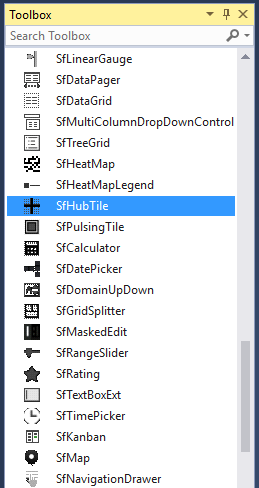 Toolbox
Search Toolbox
SfLinearGauge
SfDataPager
SfDataGrid
SfMultiColumnDropDownControl
SfTreeGrid
SfHeatMap
SfHeatMapLegend
SfHubTile
SfPulsingTile
SfCalculator
SfDatePicker
SfDomainUpDown
SfGridSplitter
SfMaskedEdit
SfRangeSlider
SfRating
SfTextBoxExt
SfTimePicker
SfKanban
SfMap
SfNavigationDrawer